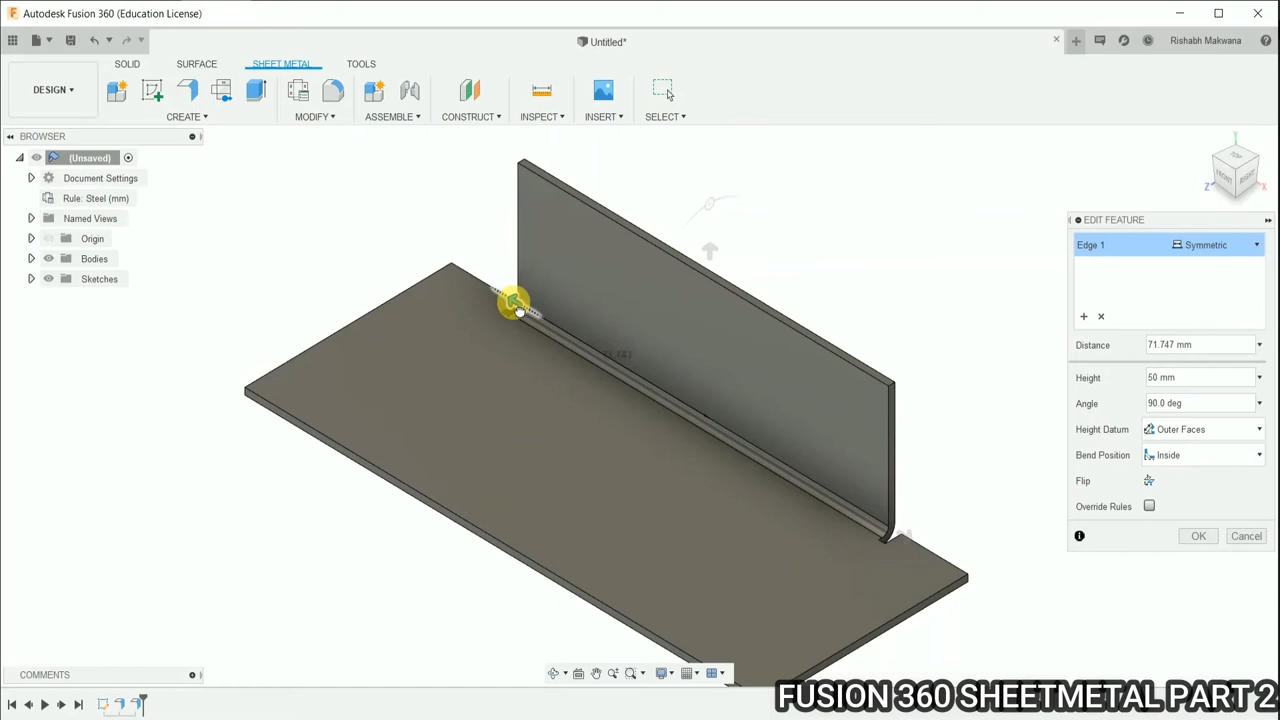 Autodesk Fusion 360 (Education License)
Untitled*
Rishabh Makwana
SOLID
SURFACE
SHEET METAL
TOOLS
DESIGN
CREATE
MODIFY
ASSEMBLE
CONSTRUCT
INSPECT
INSERT
SELECT
BROWSER
(Unsaved)
Document Settings
Rule: Steel (mm)
Named Views
Origin
Bodies
Sketches
TOP
FRONT
RIGHT
Y
Z
X
EDIT FEATURE
Edge 1 Symmetric
Distance 71.747 mm
Height 50 mm
Angle 90.0 deg
Height Datum Outer Faces
Bend Position Inside
Flip
Override Rules
OK Cancel
COMMENTS
FUSION 360 SHEETMETAL PART 2